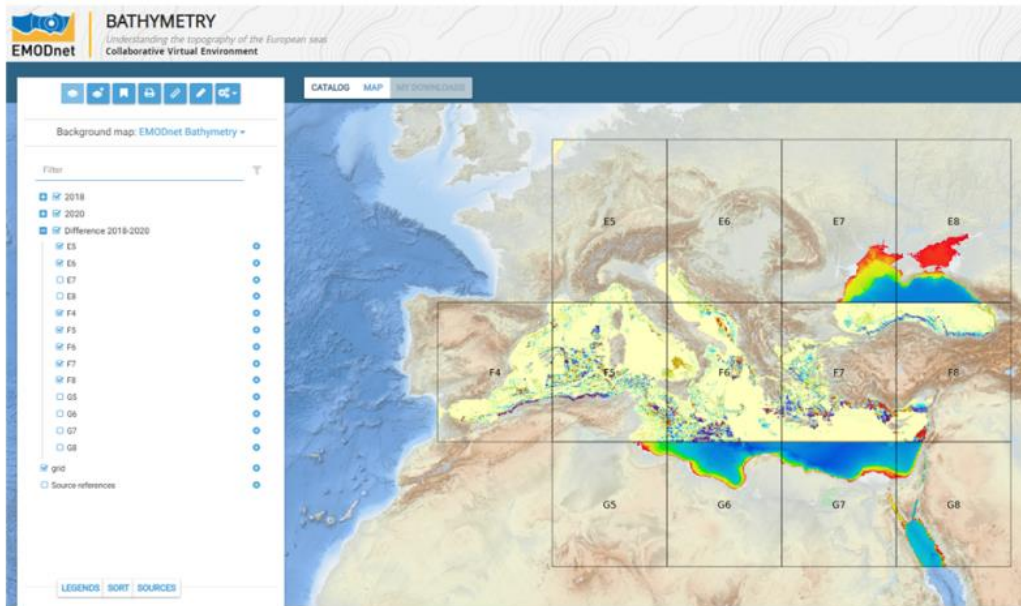 EMODnet
BATHYMETRY
Understanding the topography of the European seas
Collaborative Virtual Environment
CATALOG MAP MY DOWNLOADS
Background map: EMODnet Bathymetry
Filter
2018
2020
Difference 2018-2020
E5
E6
E7
E8
F4
F5
F6
F7
F8
G5
G6
G7
G8
grid
Source references
LEGENDS SORT SOURCES
E5 E6 E7 E8
F4 F5 F6 F7 F8
G5 G6 G7 G8